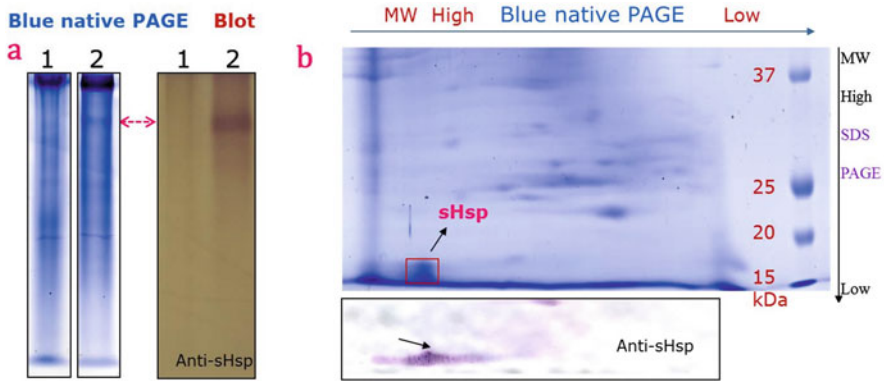 Blue native PAGE Blot
a
1 2 1 2
Anti-sHsp
b
MW High Blue native PAGE Low
MW
High
SDS
PAGE
Low
37
25
20
15
kDa
sHsp
Anti-sHsp